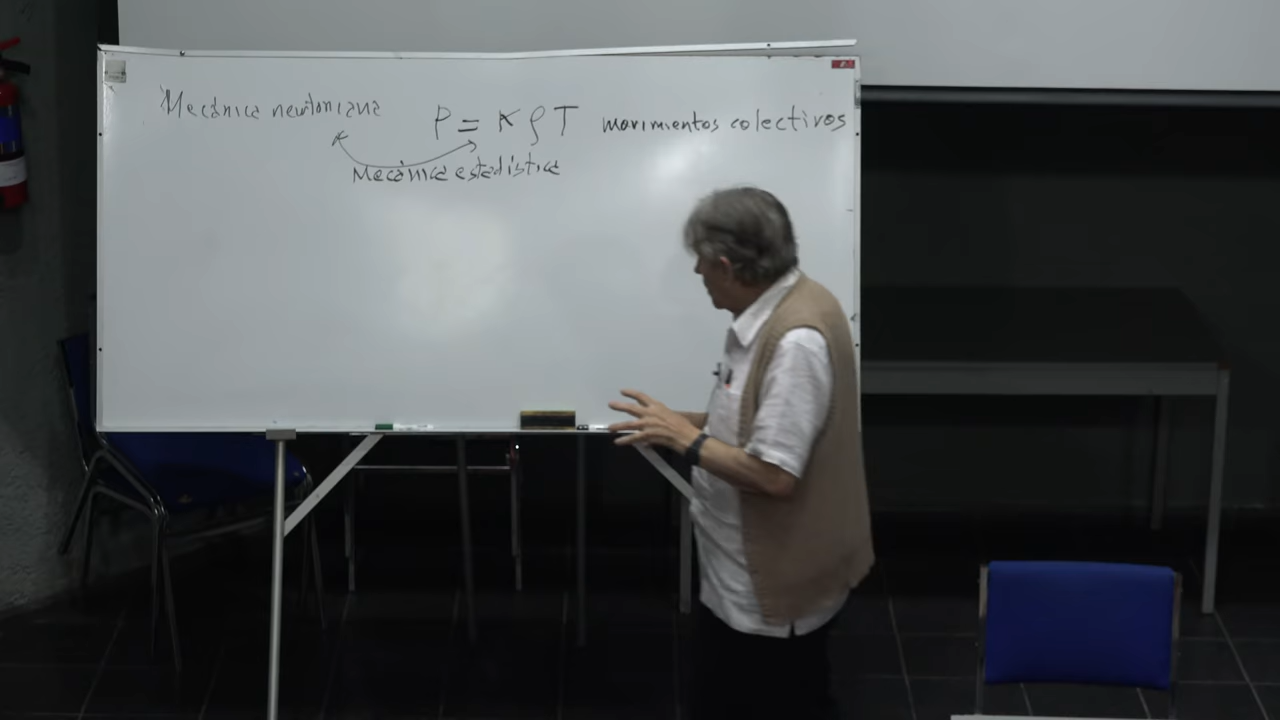 Mecánica newtoniana P = K ρ T movimientos colectivos
Mecánica estadística